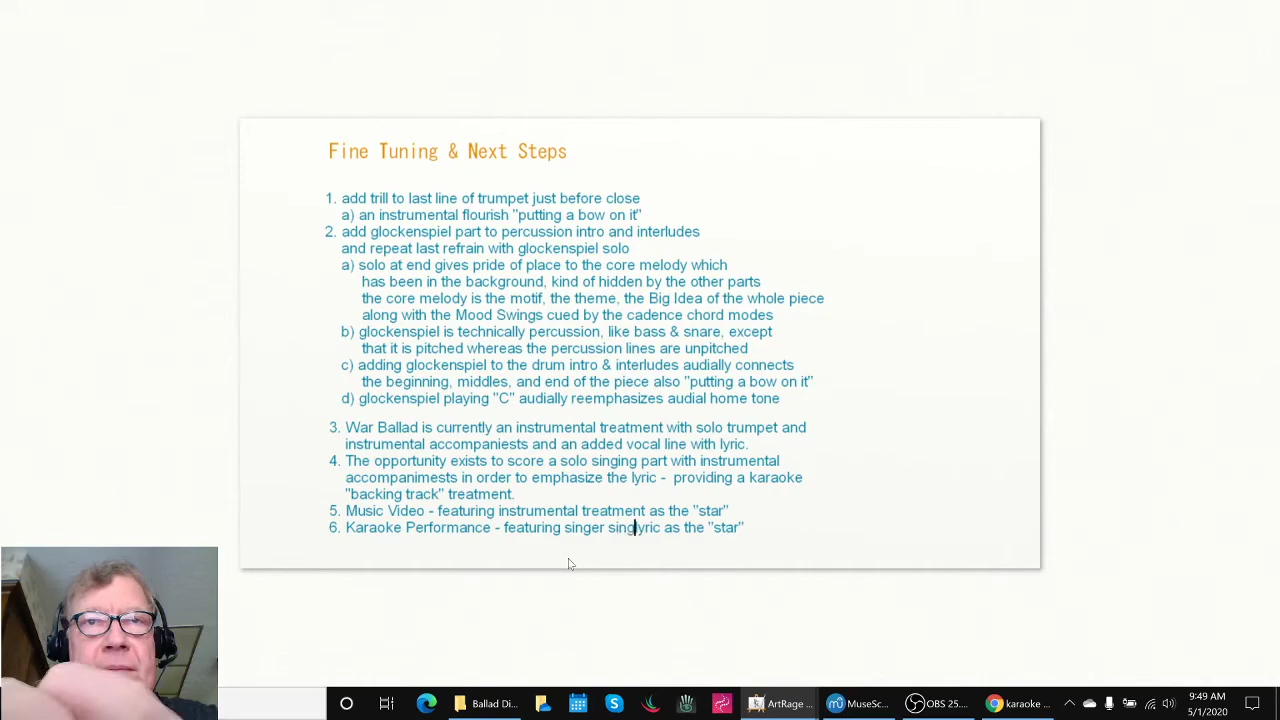 Fine Tuning & Next Steps
1. add trill to last line of trumpet just before close
a) an instrumental flourish "putting a bow on it"
2. add glockenspiel part to percussion intro and interludes
and repeat last refrain with glockenspiel solo
a) solo at end gives pride of place to the core melody which
has been in the background, kind of hidden by the other parts
the core melody is the motif, the theme, the Big Idea of the whole piece
along with the Mood Swings cued by the cadence chord modes
b) glockenspiel is technically percussion, like bass & snare, except
that it is pitched whereas the percussion lines are unpitched
c) adding glockenspiel to the drum intro & interludes audially connects
the beginning, middles, and end of the piece also "putting a bow on it"
d) glockenspiel playing "C" audially reemphasizes audial home tone
3. War Ballad is currently an instrumental treatment with solo trumpet and
instrumental accompaniests and an added vocal line with lyric.
4. The opportunity exists to score a solo singing part with instrumental
accompanimests in order to emphasize the lyric - providing a karaoke
"backing track" treatment.
5. Music Video - featuring instrumental treatment as the "star"
6. Karaoke Performance - featuring singer singlyric as the "star"
Ballad Di...
ArtRage ...
MuseSc...
OBS 25....
karaoke ...
9:49 AM
5/1/2020